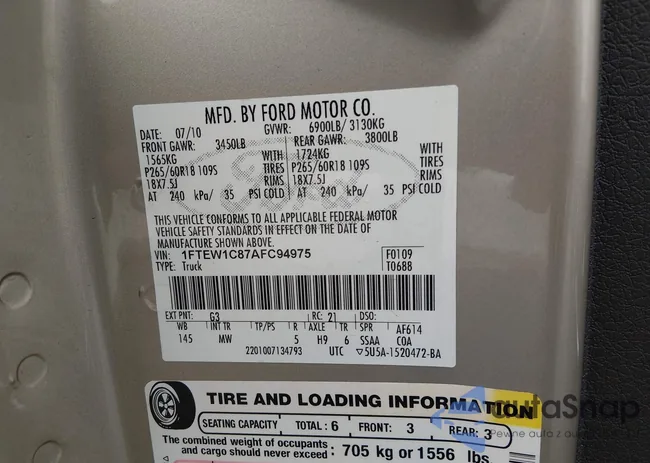 MFD. BY FORD MOTOR CO.
DATE: 07/10 GVWR: 6900LB/ 3130KG
FRONT GAWR: 3450LB REAR GAWR: 3800LB
1565KG WITH 1724KG WITH
P265/60R18 109S TIRES P265/60R18 109S TIRES
18X7.5J RIMS 18X7.5J RIMS
AT 240 kPa/ 35 PSI COLD AT 240 kPa/ 35 PSI COLD
THIS VEHICLE CONFORMS TO ALL APPLICABLE FEDERAL MOTOR
VEHICLE SAFETY STANDARDS IN EFFECT ON THE DATE OF
MANUFACTURE SHOWN ABOVE.
VIN: 1FTEW1C87AFC94975 F0109
TYPE: Truck T0688
EXT PNT: G3 RC: 21 DSO:
WB INT TR TP/PS R AXLE TR SPR AF614
145 MW 5 H9 6 SSAA COA
2201007134793 UTC ▽5U5A-1520472-BA
Ford
TIRE AND LOADING INFORMATION
SEATING CAPACITY TOTAL: 6 FRONT: 3 REAR: 3
The combined weight of occupants
and cargo should never exceed: 705 kg or 1556 lbs
autaSnap
Pewne auta z